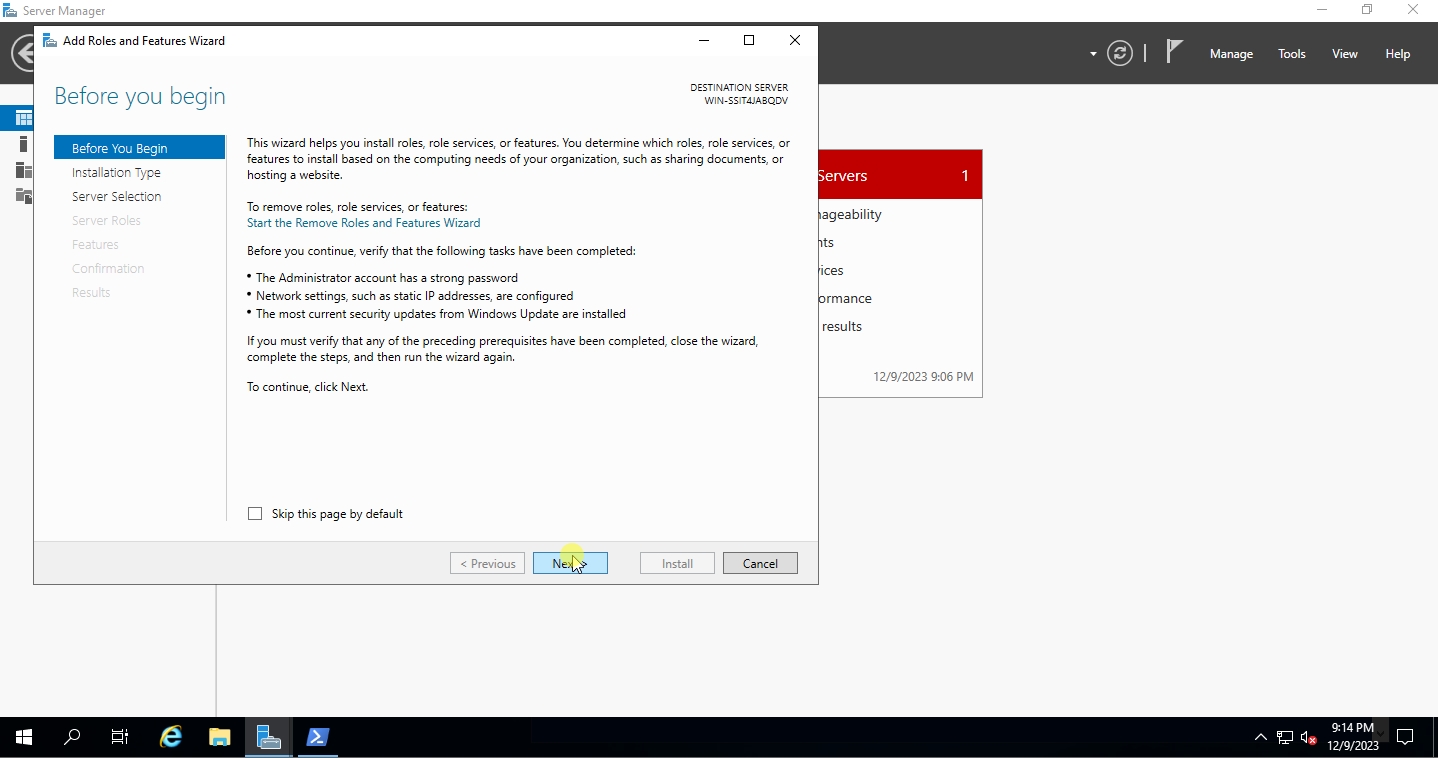 Server Manager
Add Roles and Features Wizard
Manage
Tools
View
Help
Before you begin
DESTINATION SERVER
WIN-SSIT4JABQDV
Before You Begin
Installation Type
Server Selection
Server Roles
Features
Confirmation
Results
This wizard helps you install roles, role services, or features. You determine which roles, role services, or
features to install based on the computing needs of your organization, such as sharing documents, or
hosting a website.
To remove roles, role services, or features:
Start the Remove Roles and Features Wizard
Before you continue, verify that the following tasks have been completed:
• The Administrator account has a strong password
• Network settings, such as static IP addresses, are configured
• The most current security updates from Windows Update are installed
If you must verify that any of the preceding prerequisites have been completed, close the wizard,
complete the steps, and then run the wizard again.
To continue, click Next.
Skip this page by default
< Previous
Next >
Install
Cancel
Servers
1
results
12/9/2023 9:06 PM
9:14 PM
12/9/2023